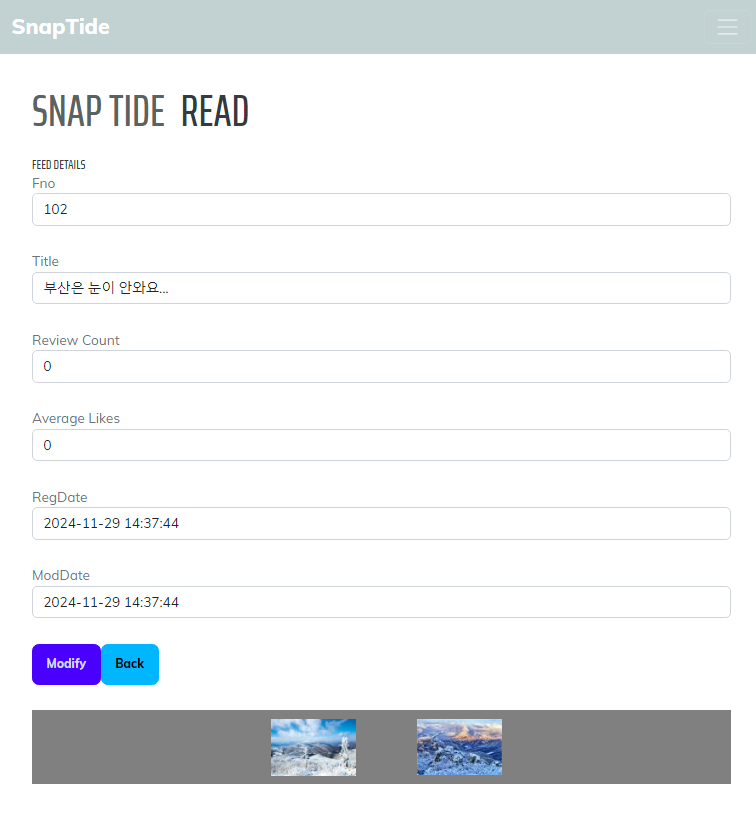 SnapTide
SNAP TIDE READ
FEED DETAILS
Fno
102
Title
부산은 눈이 안와요...
Review Count
0
Average Likes
0
RegDate
2024-11-29 14:37:44
ModDate
2024-11-29 14:37:44
Modify Back